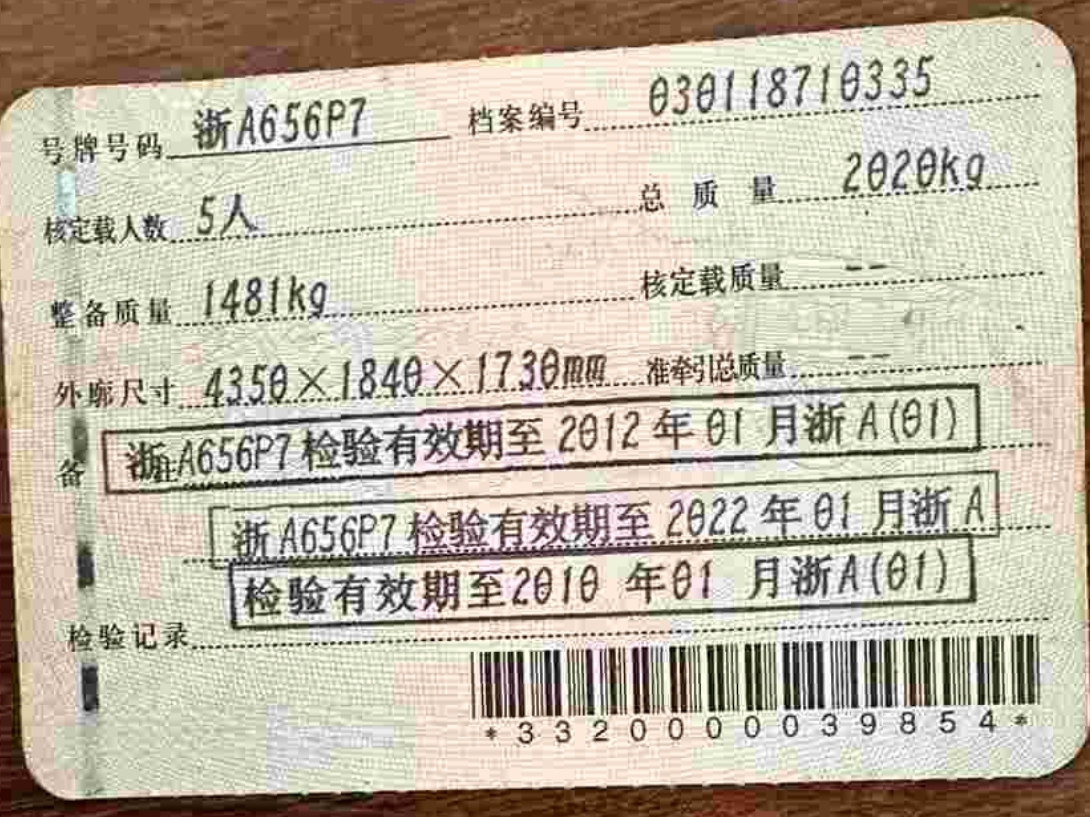 号牌号码 浙A656P7 档案编号 030118710335
核定载人数 5人 总质量 2020kg
整备质量 1481kg 核定载质量 --
外廓尺寸 4350×1840×1730mm 准牵引总质量 --
备注 浙A656P7检验有效期至2012年01月浙A(01)
浙A656P7检验有效期至2022年01月浙A
检验有效期至2010年01月浙A(01)
检验记录
*3320000039854*